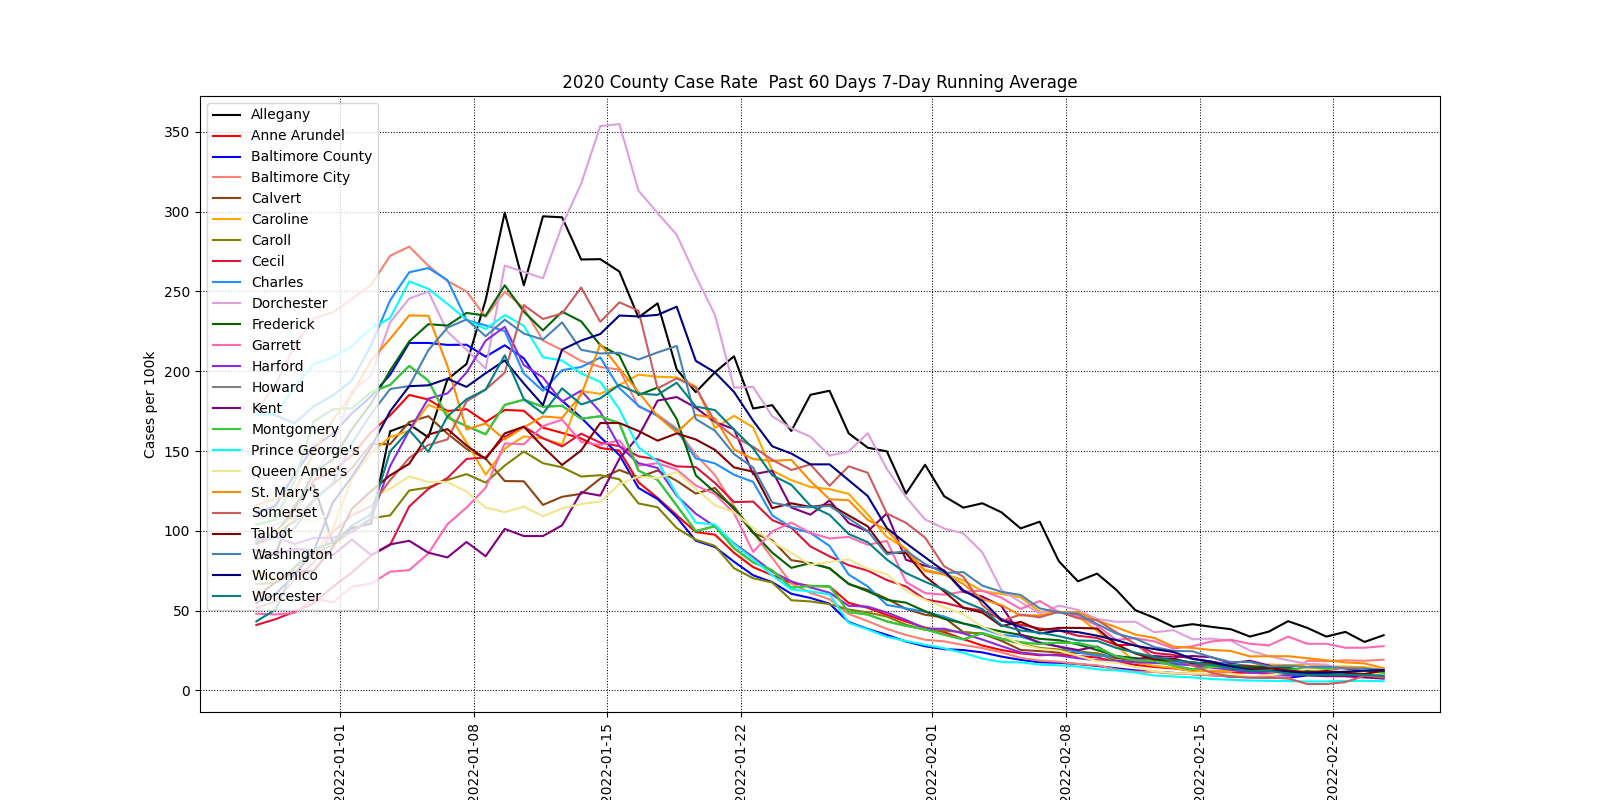 2020 County Case Rate  Past 60 Days 7-Day Running Average
Cases per 100k
350
300
250
200
150
100
50
0
Allegany
Anne Arundel
Baltimore County
Baltimore City
Calvert
Caroline
Caroll
Cecil
Charles
Dorchester
Frederick
Garrett
Harford
Howard
Kent
Montgomery
Prince George's
Queen Anne's
St. Mary's
Somerset
Talbot
Washington
Wicomico
Worcester
2022-01-01
2022-01-08
2022-01-15
2022-01-22
2022-02-01
2022-02-08
2022-02-15
2022-02-22